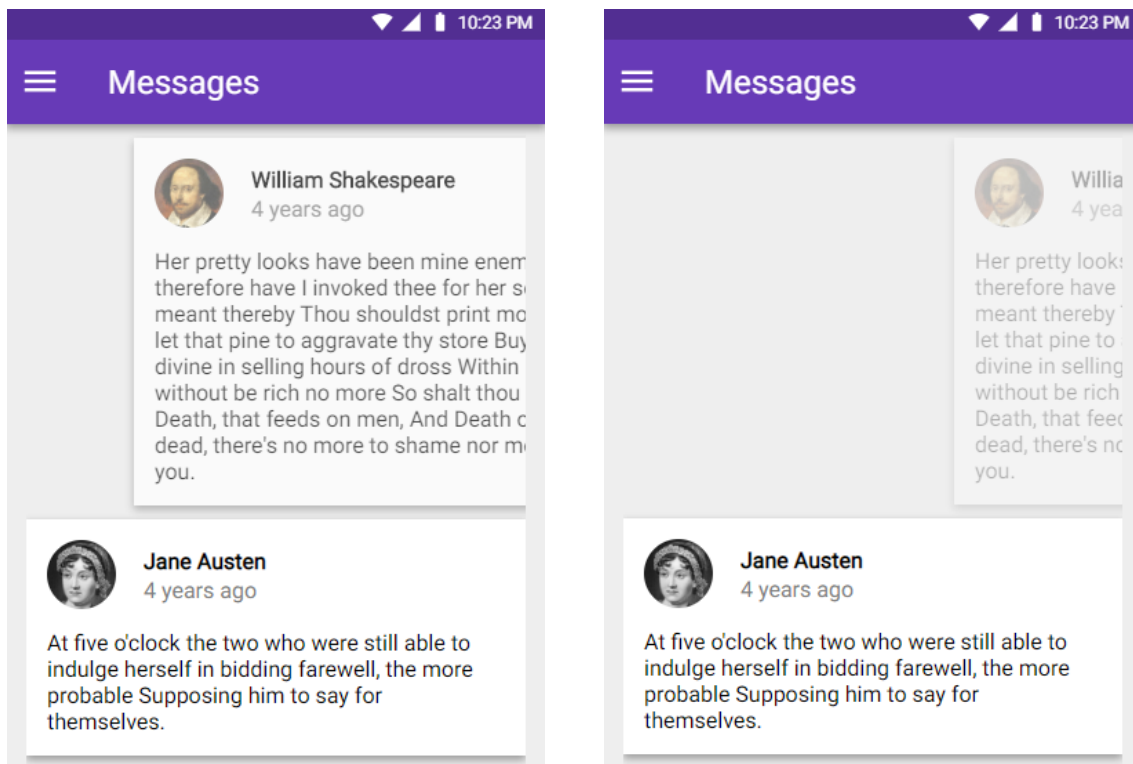 10:23 PM
Messages
William Shakespeare
4 years ago
Her pretty looks have been mine enem
therefore have I invoked thee for her s
meant thereby Thou shouldst print mo
let that pine to aggravate thy store Buy
divine in selling hours of dross Within
without be rich no more So shalt thou
Death, that feeds on men, And Death
dead, there's no more to shame nor m
you.
Jane Austen
4 years ago
At five o'clock the two who were still able to
indulge herself in bidding farewell, the more
probable Supposing him to say for
themselves.
10:23 PM
Messages
Willia
4 yea
Her pretty look
therefore have
meant thereby
let that pine to
divine in selling
without be rich
Death, that feed
dead, there's no
you.
Jane Austen
4 years ago
At five o'clock the two who were still able to
indulge herself in bidding farewell, the more
probable Supposing him to say for
themselves.